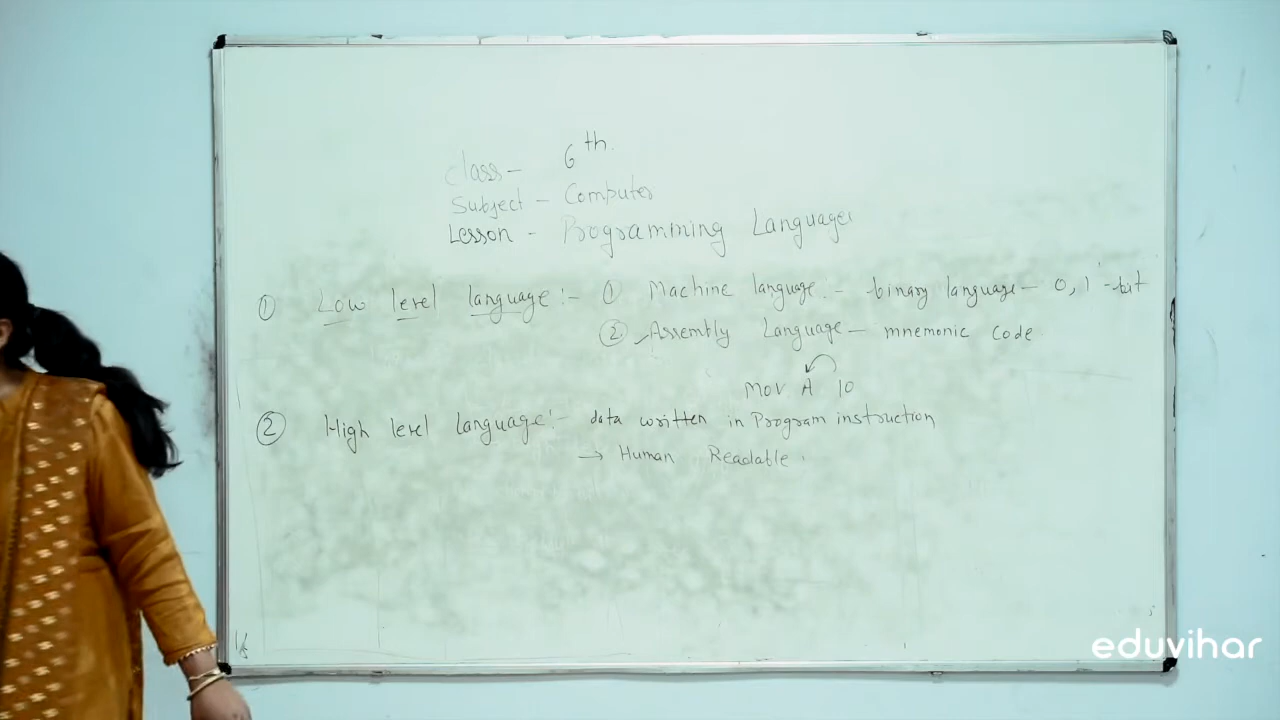 Class- 6th.
Subject - Computer
Lesson - Programming Languages
① Low level language:- ① Machine language:- binary language- 0, 1 -bit
② Assembly Language- mnemonic code.
MOV A 10
② High level language:- data written in Program instruction
→ Human Readable.
eduvihar